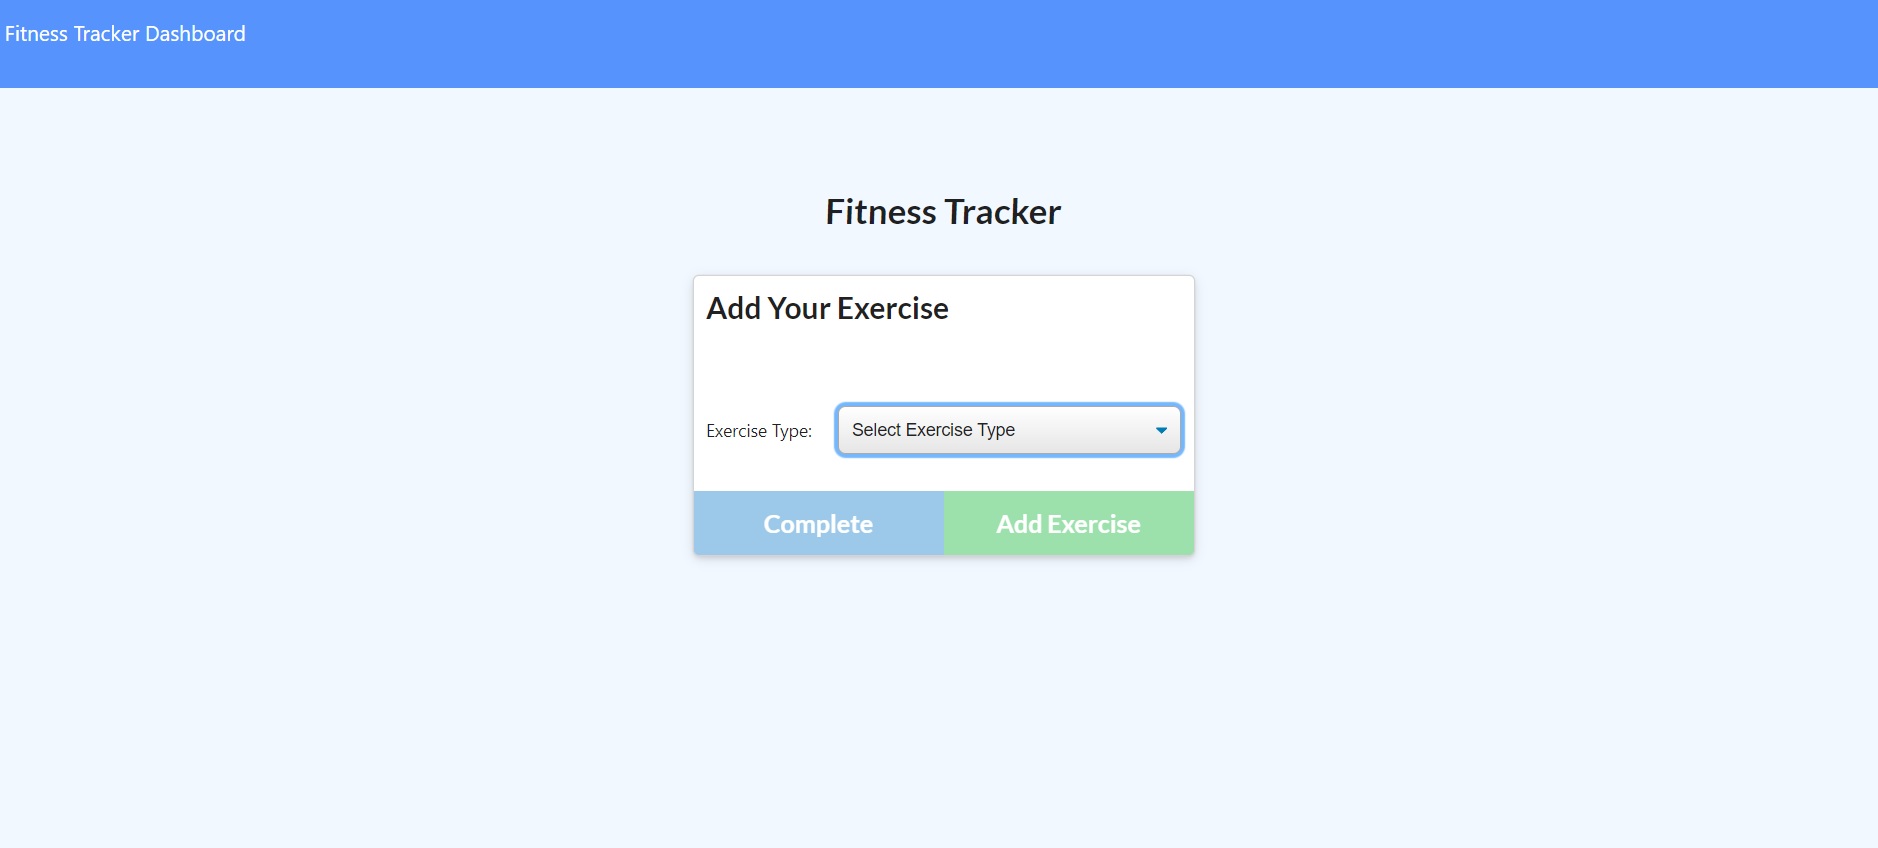 Fitness Tracker Dashboard
Fitness Tracker
Add Your Exercise
Exercise Type: Select Exercise Type
Complete Add Exercise